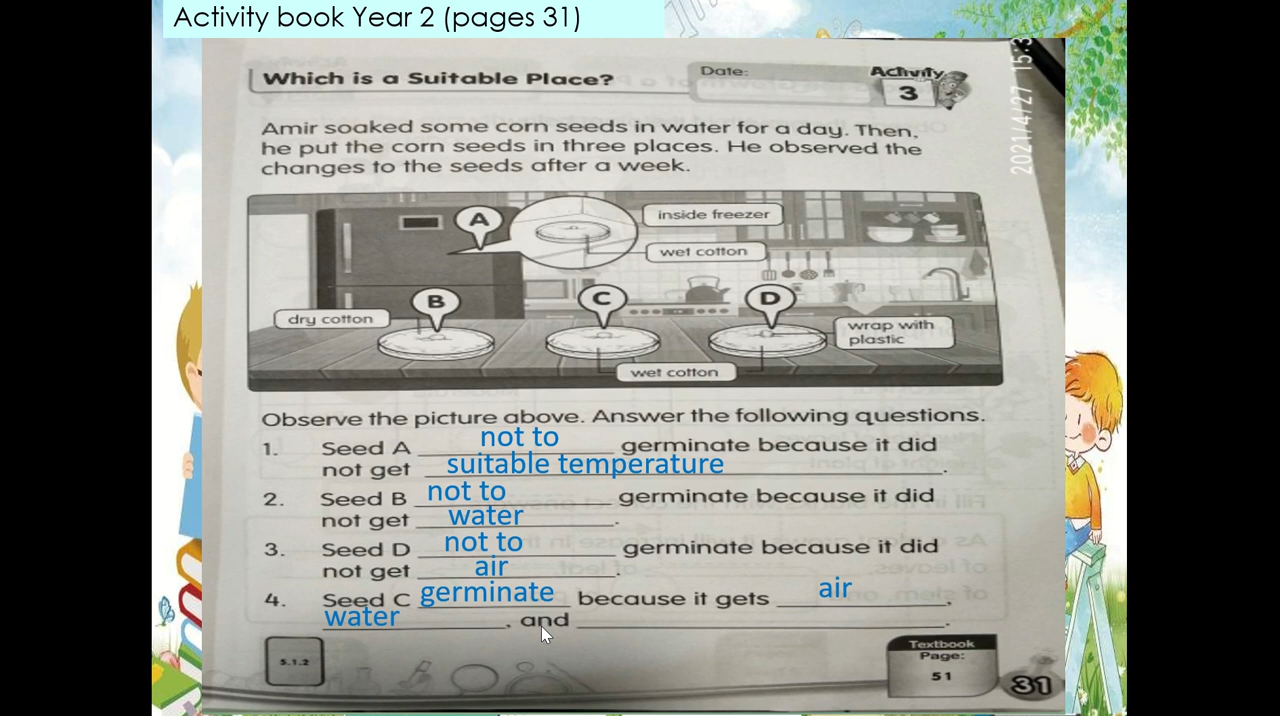 Activity book Year 2 (pages 31)
2021/4/27 15:3
Which is a Suitable Place?
Date:
Activity
3
Amir soaked some corn seeds in water for a day. Then,
he put the corn seeds in three places. He observed the
changes to the seeds after a week.
A
inside freezer
wet cotton
B
C
D
dry cotton
wrap with
plastic
wet cotton
Observe the picture above. Answer the following questions.
1. Seed A not to germinate because it did
not get suitable temperature.
2. Seed B not to germinate because it did
not get water.
3. Seed D not to germinate because it did
not get air.
4. Seed C germinate because it gets air,
water, and .
5.1.2
Textbook
Page:
51
31